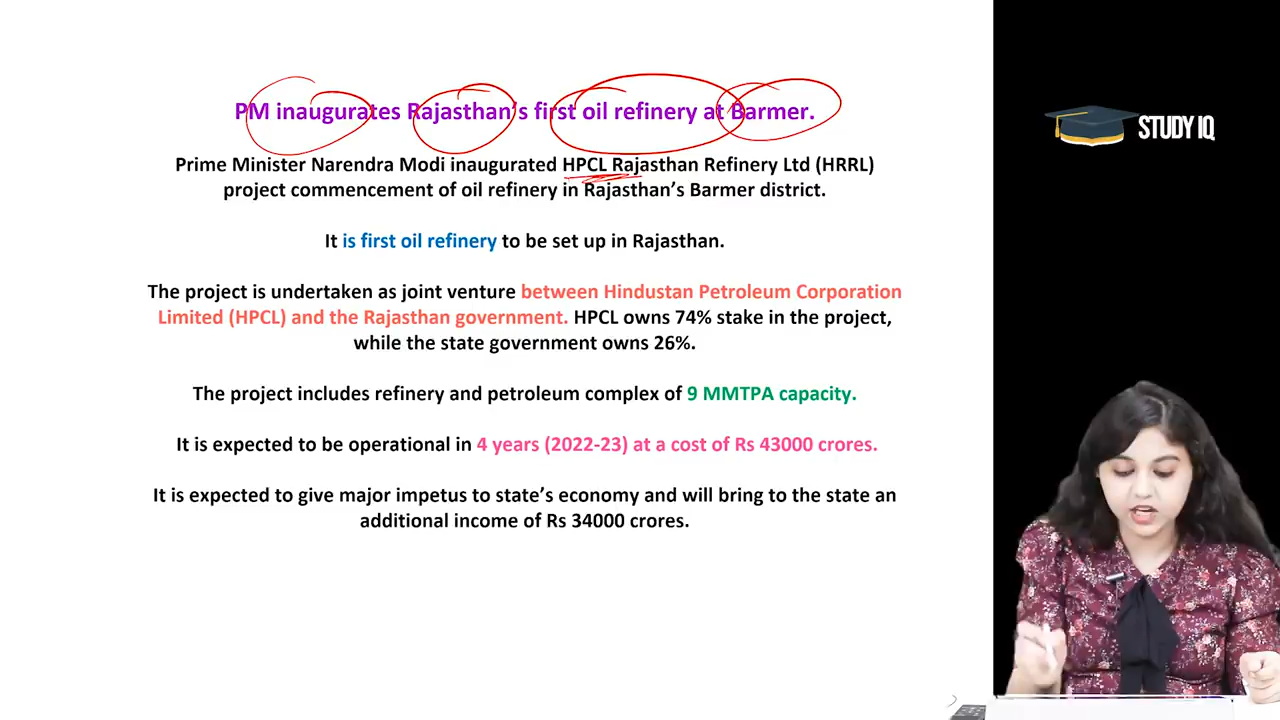 PM inaugurates Rajasthan's first oil refinery at Barmer.
Prime Minister Narendra Modi inaugurated HPCL Rajasthan Refinery Ltd (HRRL)
project commencement of oil refinery in Rajasthan's Barmer district.
It is first oil refinery to be set up in Rajasthan.
The project is undertaken as joint venture between Hindustan Petroleum Corporation
Limited (HPCL) and the Rajasthan government. HPCL owns 74% stake in the project,
while the state government owns 26%.
The project includes refinery and petroleum complex of 9 MMTPA capacity.
It is expected to be operational in 4 years (2022-23) at a cost of Rs 43000 crores.
It is expected to give major impetus to state's economy and will bring to the state an
additional income of Rs 34000 crores.
STUDY IQ